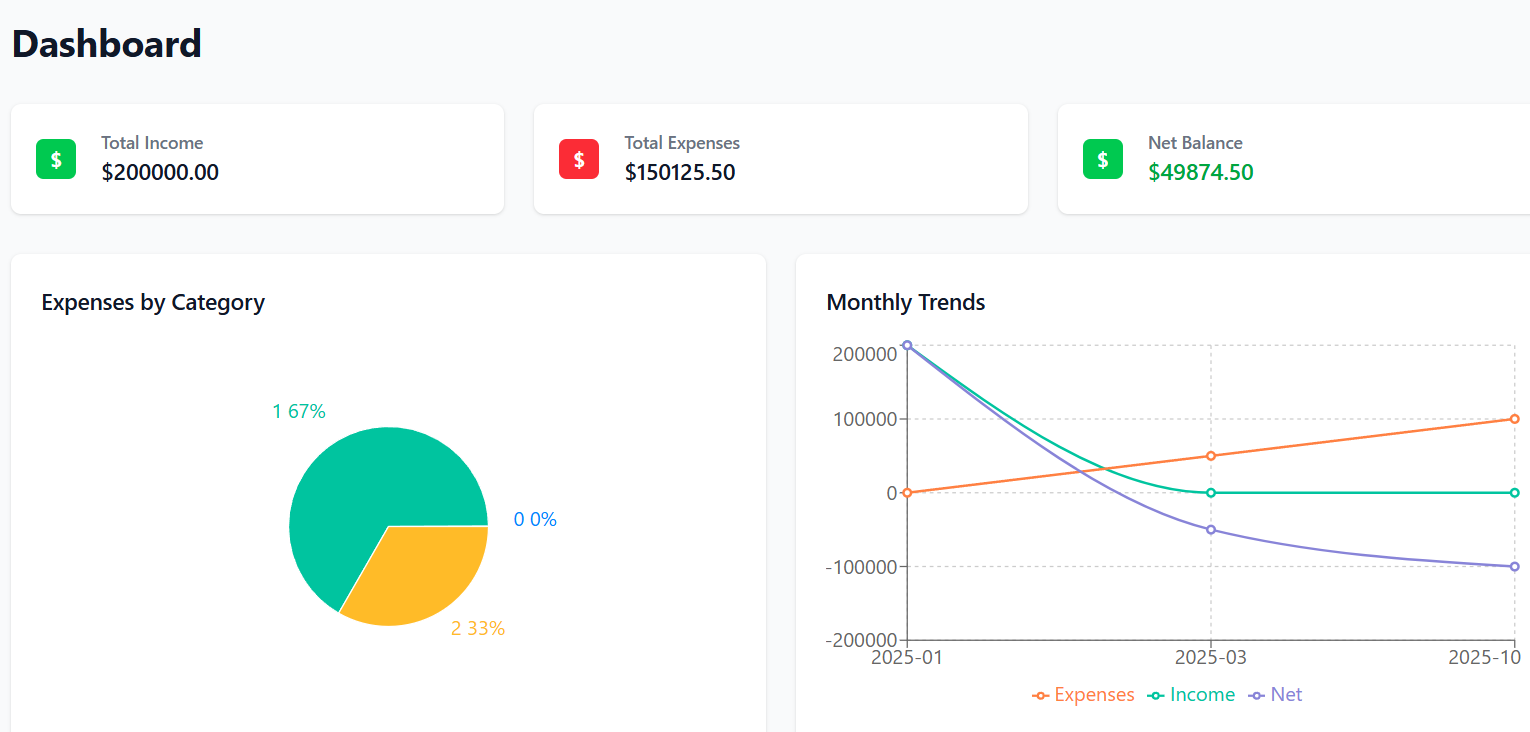 Dashboard
$
Total Income
$200000.00
$
Total Expenses
$150125.50
$
Net Balance
$49874.50
Expenses by Category
1 67%
0 0%
2 33%
Monthly Trends
200000
100000
0
-100000
-200000
2025-01 2025-03 2025-10
Expenses Income Net